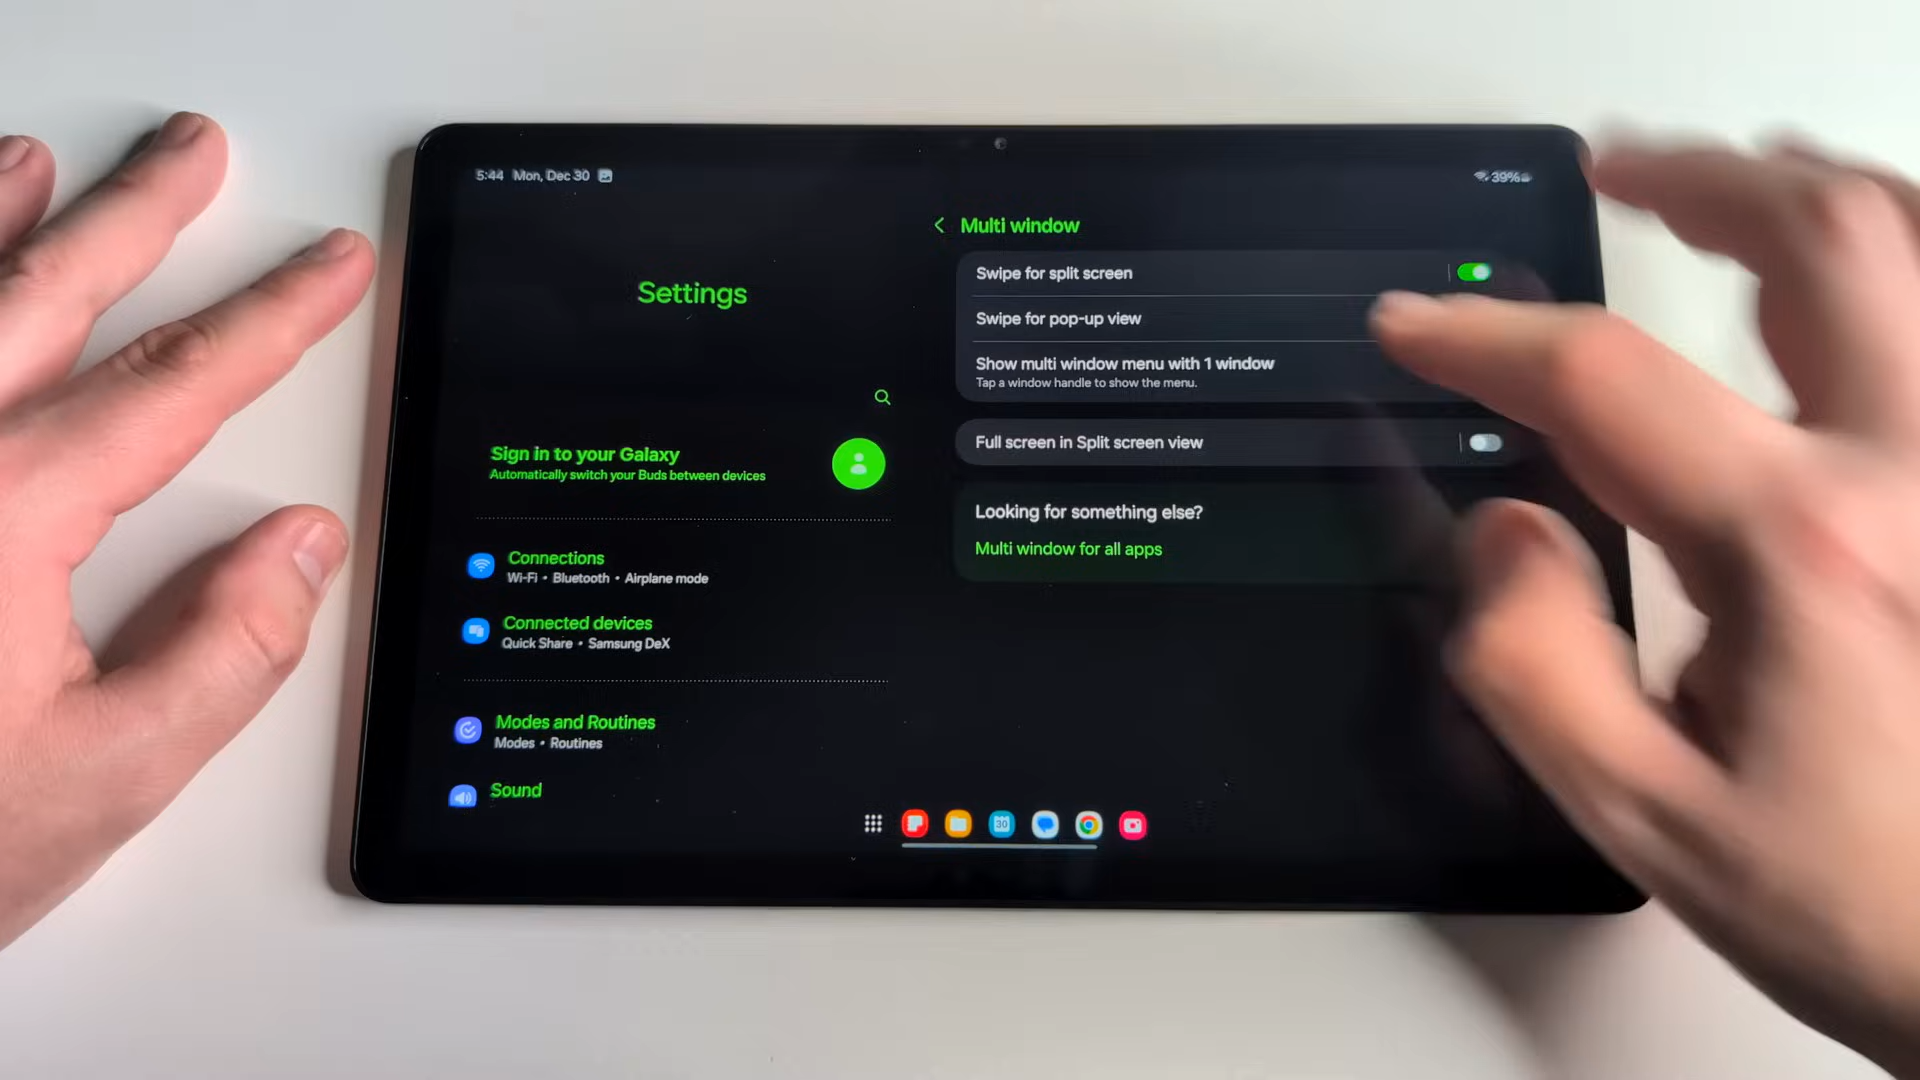 5:44 Mon, Dec 30
39%
Settings
Sign in to your Galaxy
Automatically switch your Buds between devices
Connections
Wi-Fi • Bluetooth • Airplane mode
Connected devices
Quick Share • Samsung DeX
Modes and Routines
Modes • Routines
Sound
Multi window
Swipe for split screen
Swipe for pop-up view
Show multi window menu with 1 window
Tap a window handle to show the menu.
Full screen in Split screen view
Looking for something else?
Multi window for all apps
30